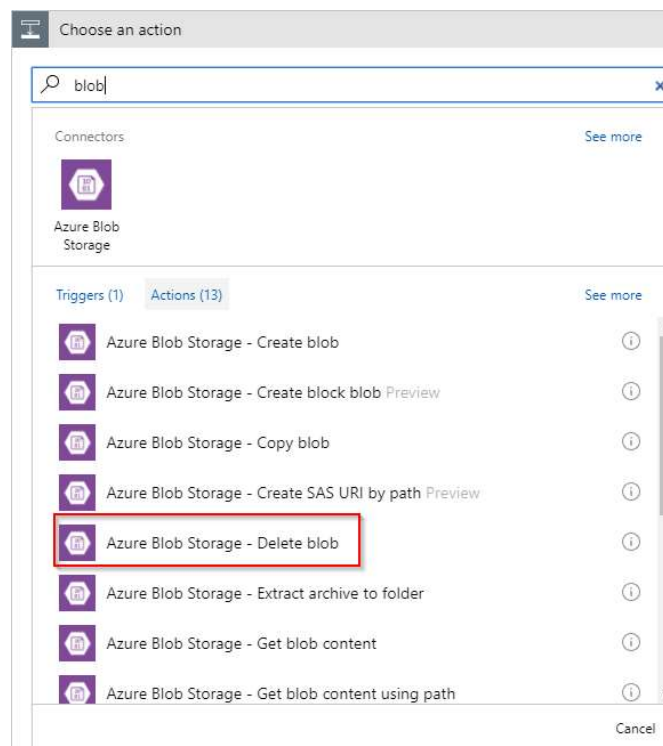 Choose an action
blob
Connectors
See more
Azure Blob
Storage
Triggers (1)
Actions (13)
See more
Azure Blob Storage - Create blob
Azure Blob Storage - Create block blob Preview
Azure Blob Storage - Copy blob
Azure Blob Storage - Create SAS URI by path Preview
Azure Blob Storage - Delete blob
Azure Blob Storage - Extract archive to folder
Azure Blob Storage - Get blob content
Azure Blob Storage - Get blob content using path
Cancel